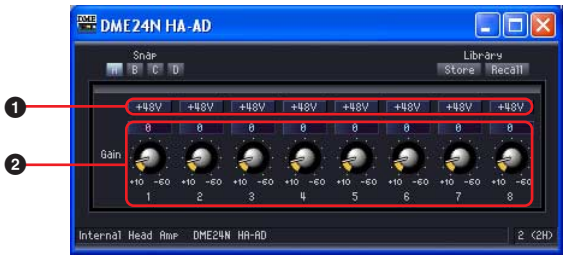 DME24N HA-AD
Snap
Library
A B C D
Store Recall
1
+48V +48V +48V +48V +48V +48V +48V +48V
0 0 0 0 0 0 0 0
2
Gain
+10 -60 +10 -60 +10 -60 +10 -60 +10 -60 +10 -60 +10 -60 +10 -60
1 2 3 4 5 6 7 8
Internal Head Amp DME24N HA-AD 2 (2H)